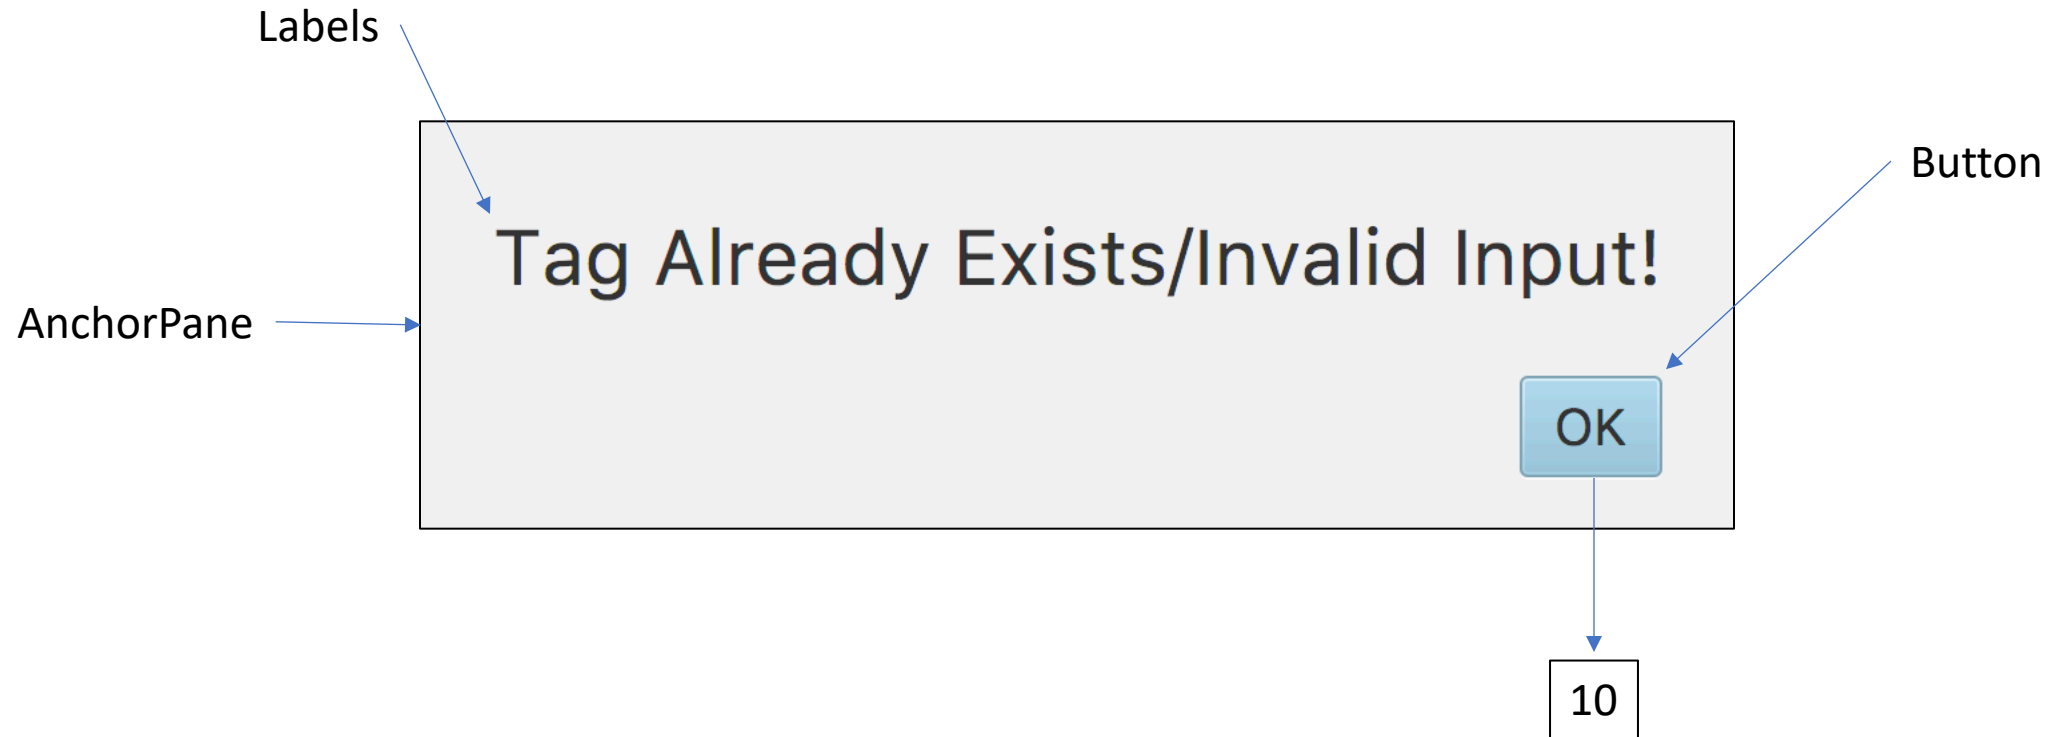 Labels
Button
Tag Already Exists/Invalid Input!
AnchorPane
OK
10